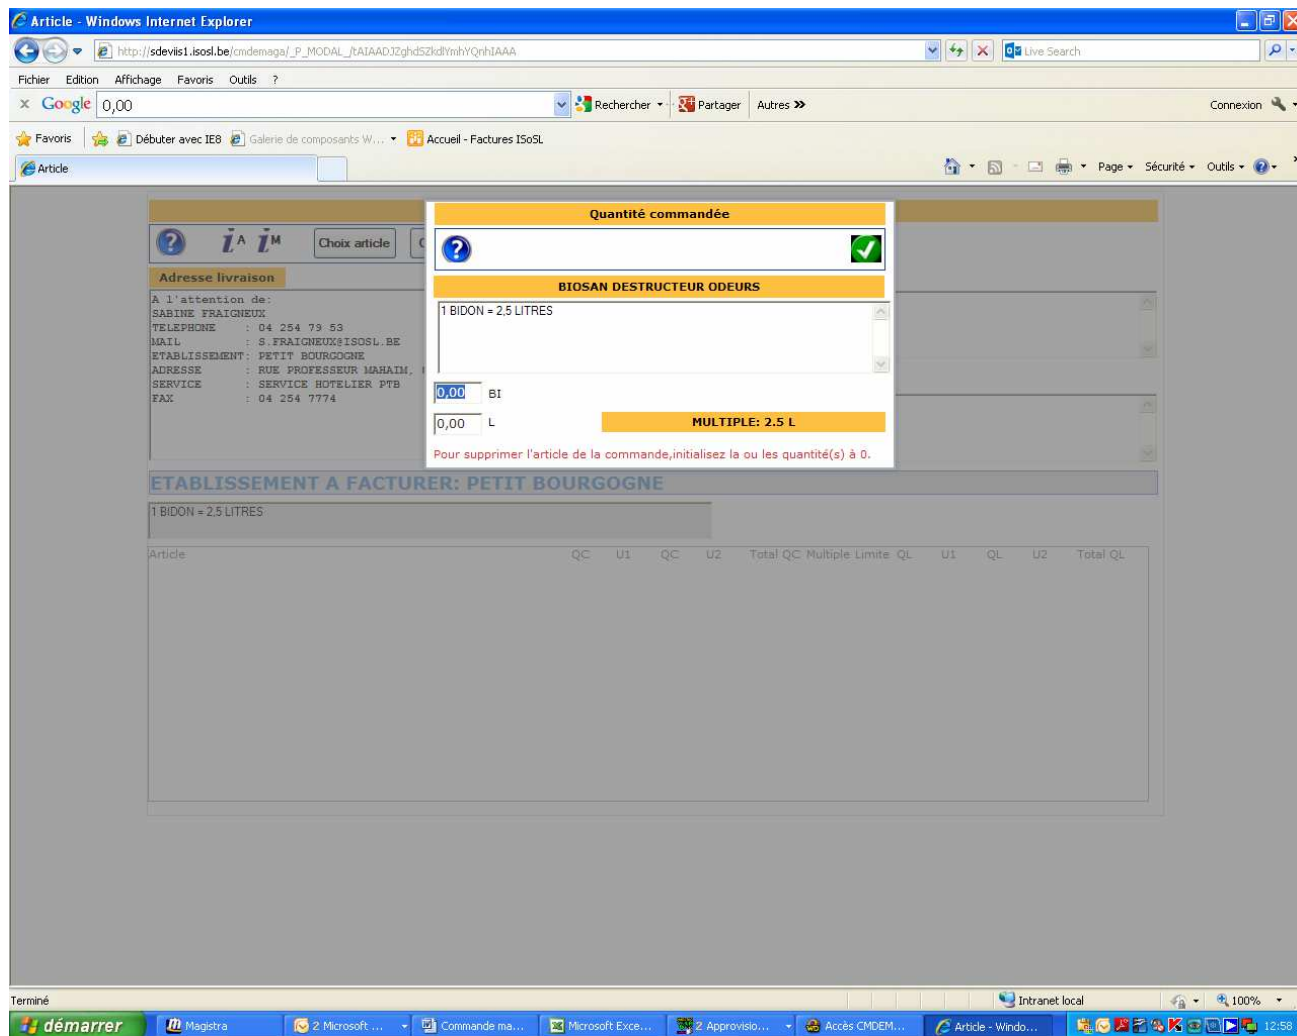 Article - Windows Internet Explorer
http://sdeviis1.isosl.be/cmdemaga/_P_MODAL_/
Live Search
Fichier Edition Affichage Favoris Outils ?
x Google 0,00 Rechercher Partager Autres » Connexion
Favoris Débuter avec IE8 Galerie de composants W... Accueil - Factures ISoSL
Article Page Sécurité Outils
Quantité commandée
i A i M Choix article
Adresse livraison
BIOSAN DESTRUCTEUR ODEURS
A l'attention de:
SABINE FRAIGNEUX
TELEPHONE : 04 254 79 53
MAIL : S.FRAIGNEUX@ISOSL.BE
ETABLISSEMENT: PETIT BOURGOGNE
ADRESSE : RUE PROFESSEUR MAHAIM,
SERVICE : SERVICE HOTELIER PTB
FAX : 04 254 7774
1 BIDON = 2,5 LITRES
0,00 BI
0,00 L MULTIPLE: 2.5 L
Pour supprimer l'article de la commande,initialisez la ou les quantité(s) à 0.
ETABLISSEMENT A FACTURER: PETIT BOURGOGNE
1 BIDON = 2,5 LITRES
Article QC U1 QC U2 Total QC Multiple Limite QL U1 QL U2 Total QL
Terminé Intranet local 100%
démarrer Magistra 2 Microsoft ... Commande ma... Microsoft Exce... 2 Approvisio... Accès CMDEM... Article - Windo... 12:58